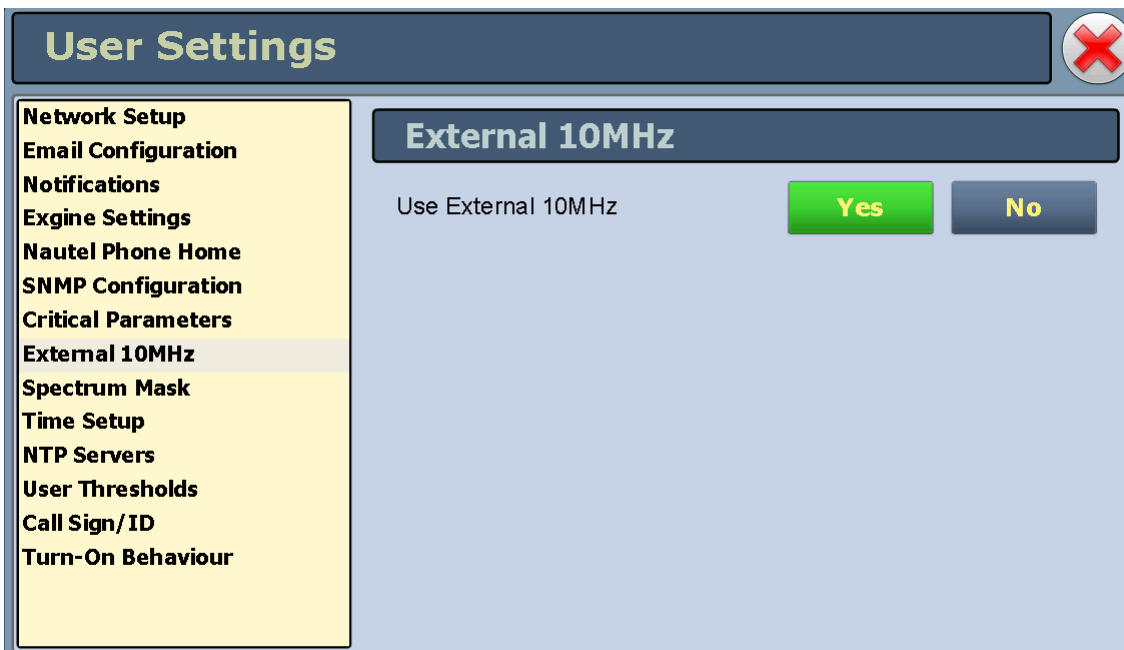 User Settings
Network Setup
Email Configuration
Notifications
Exgine Settings
Nautel Phone Home
SNMP Configuration
Critical Parameters
External 10MHz
Spectrum Mask
Time Setup
NTP Servers
User Thresholds
Call Sign/ID
Turn-On Behaviour
External 10MHz
Use External 10MHz Yes No